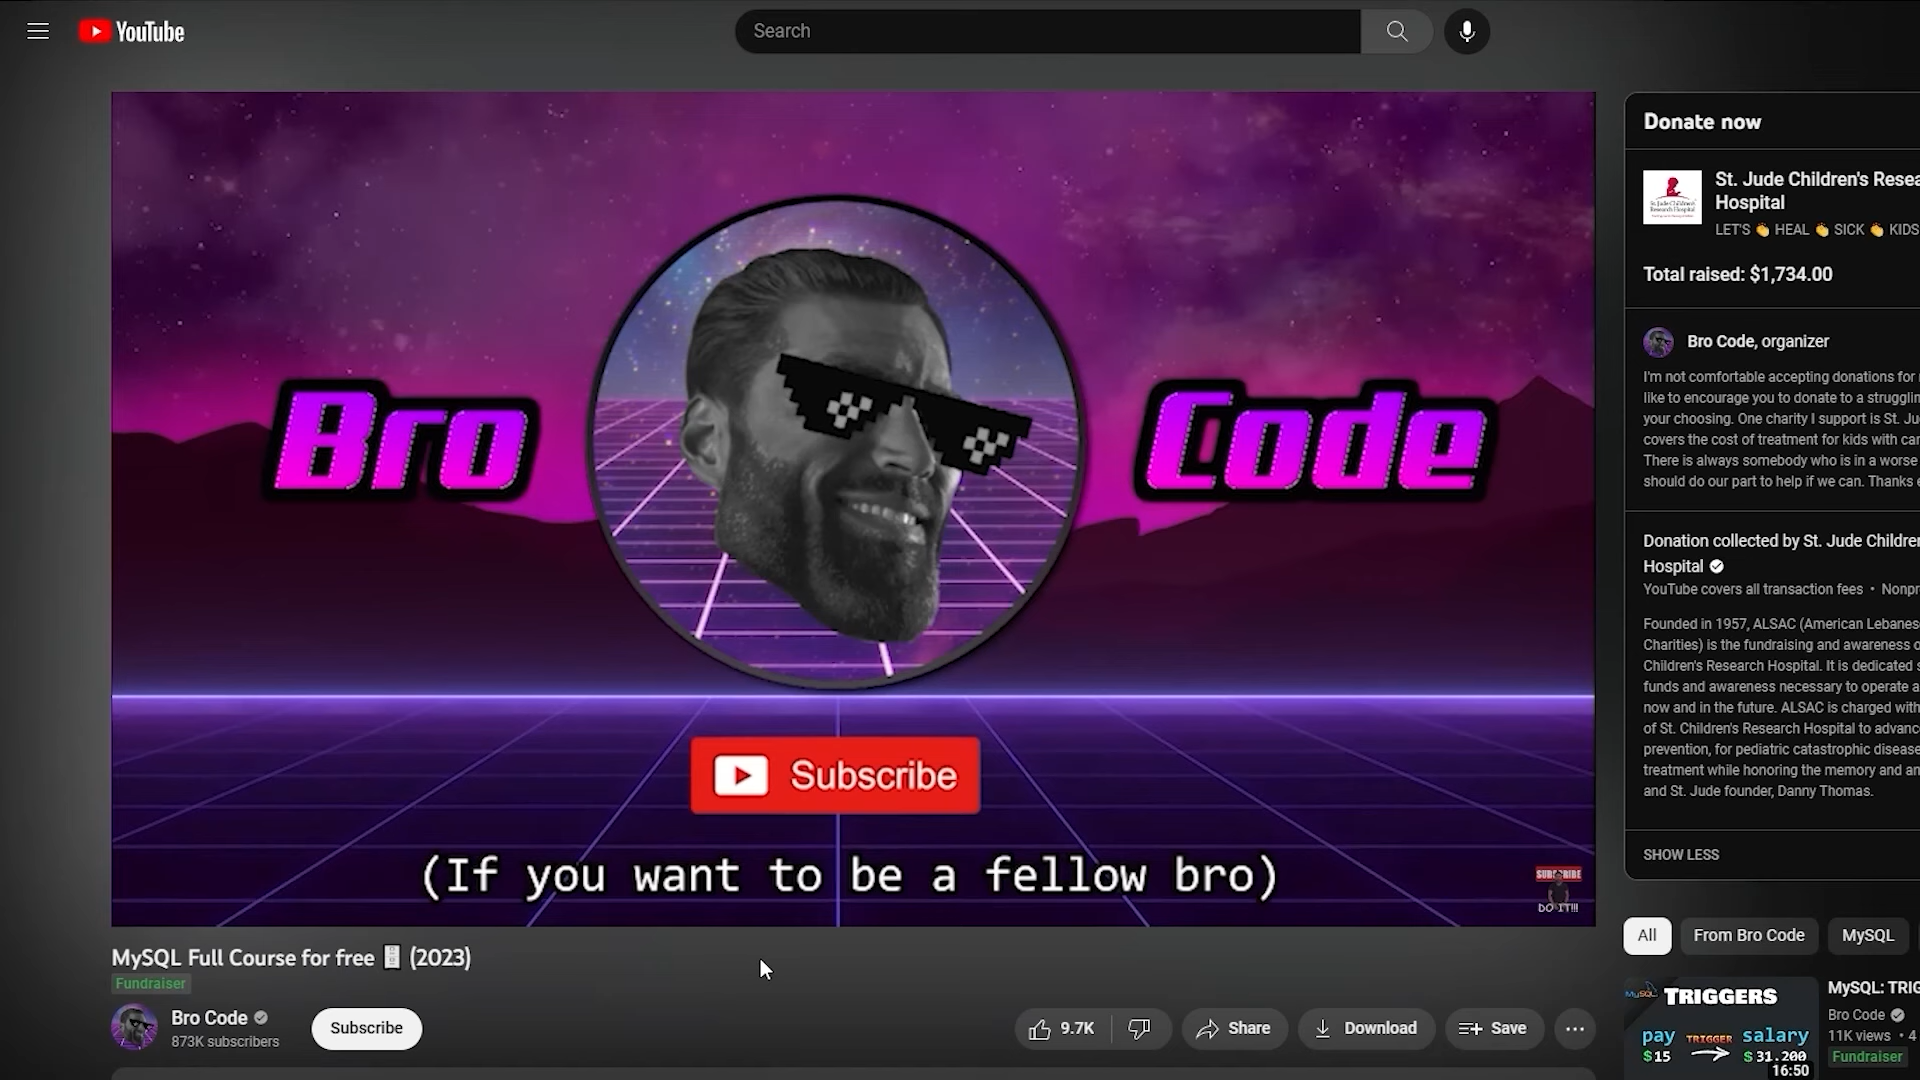 YouTube
Search
Bro Code
Subscribe
(If you want to be a fellow bro)
SUBSCRIBE
DO IT!!!
MySQL Full Course for free (2023)
Fundraiser
Bro Code
873K subscribers
Subscribe
9.7K
Share
Download
Save
Donate now
St. Jude Children's Resea
Hospital
LET'S 👏 HEAL 👏 SICK 👏 KIDS
Total raised: $1,734.00
Bro Code, organizer
I'm not comfortable accepting donations for
like to encourage you to donate to a strugglin
your choosing. One charity I support is St. Ju
covers the cost of treatment for kids with can
There is always somebody who is in a worse
should do our part to help if we can. Thanks e
Donation collected by St. Jude Children
Hospital
YouTube covers all transaction fees • Nonpr
Founded in 1957, ALSAC (American Lebanese
Charities) is the fundraising and awareness o
Children's Research Hospital. It is dedicated s
funds and awareness necessary to operate a
now and in the future. ALSAC is charged with
of St. Children's Research Hospital to advanc
prevention, for pediatric catastrophic disease
treatment while honoring the memory and an
and St. Jude founder, Danny Thomas.
SHOW LESS
All
From Bro Code
MySQL
MySQL
TRIGGERS
pay TRIGGER salary
$15 $31,200
16:50
MySQL: TRIG
Bro Code
11K views • 4
Fundraiser